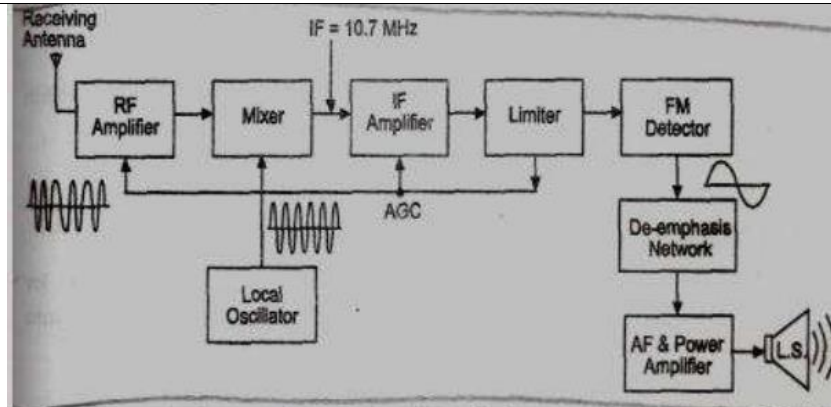 Receiving
Antenna
IF = 10.7 MHz
RF
Amplifier
Mixer
IF
Amplifier
Limiter
FM
Detector
AGC
De-emphasis
Network
Local
Oscillator
AF & Power
Amplifier
L.S.